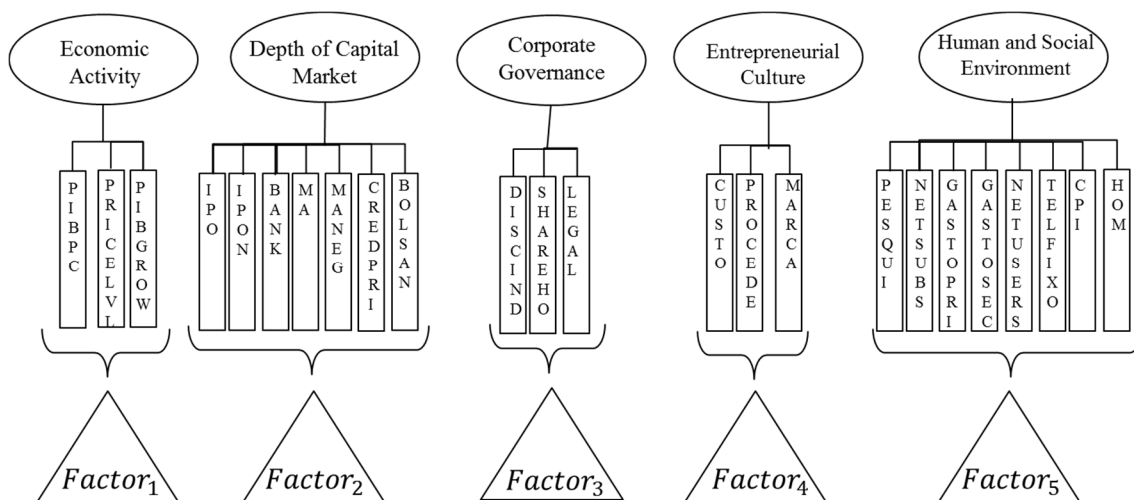 Economic
Activity
Depth of Capital
Market
Corporate
Governance
Entrepreneurial
Culture
Human and Social
Environment
PIBPC
PRICELVL
PIBGROW
IPO
IPON
BANK
MA
MANEG
CREDPRI
BOLSAN
DISCIND
SHAREHO
LEGAL
CUSTO
PROCEDE
MARCA
PESQUI
NETSUBS
GASTOPRI
GASTOSEC
NETUSERS
TELFIXO
CPI
HOM
Factor₁
Factor₂
Factor₃
Factor₄
Factor₅